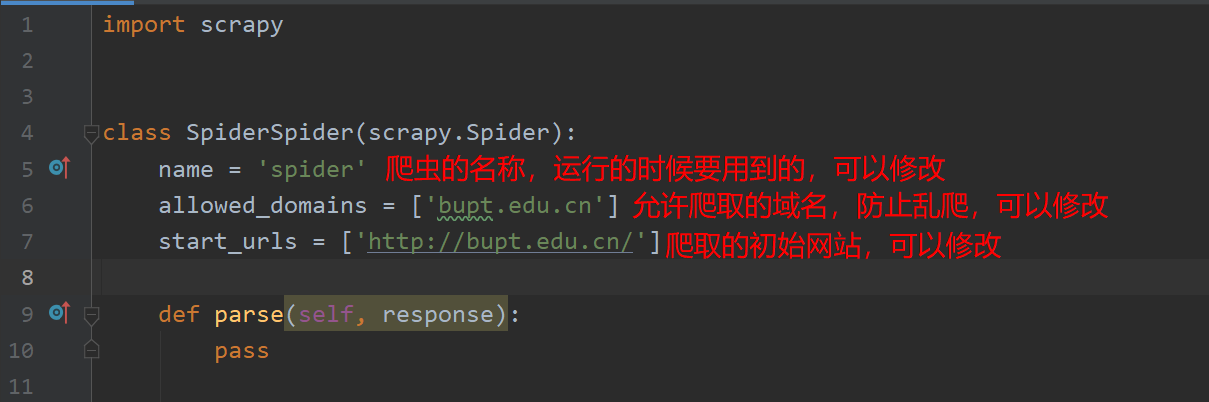 1 import scrapy
2
3
4 class SpiderSpider(scrapy.Spider):
5 name = 'spider' 爬虫的名称，运行的时候要用到的，可以修改
6 allowed_domains = ['bupt.edu.cn'] 允许爬取的域名，防止乱爬，可以修改
7 start_urls = ['http://bupt.edu.cn/'] 爬取的初始网站，可以修改
8
9 def parse(self, response):
10 pass
11